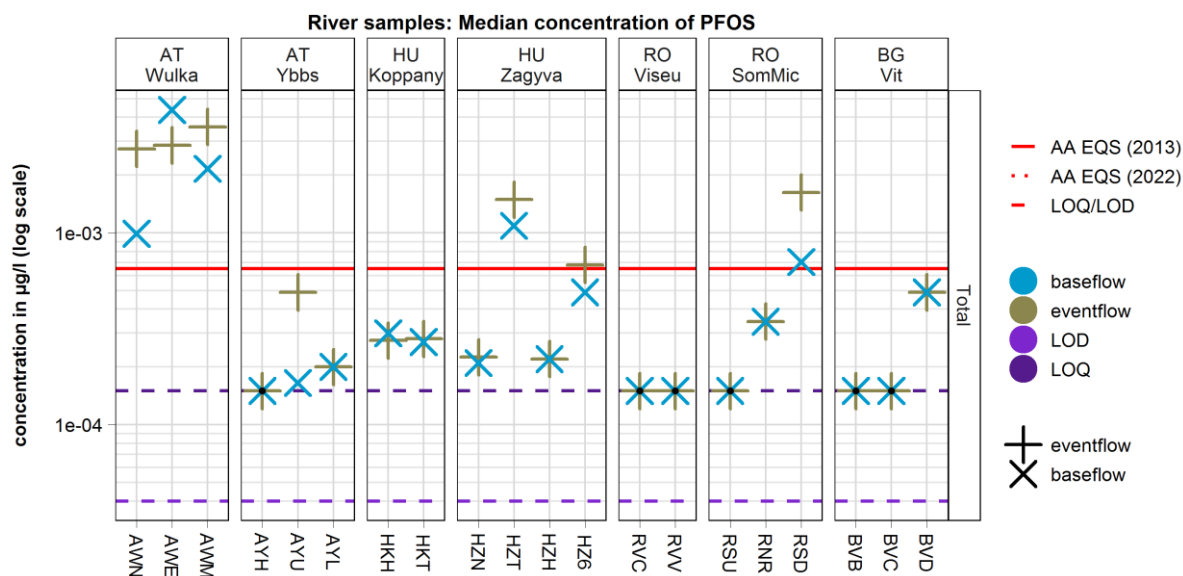 River samples: Median concentration of PFOS
AT
Wulka
AT
Ybbs
HU
Koppany
HU
Zagyva
RO
Viseu
RO
SomMic
BG
Vit
concentration in µg/l (log scale)
1e-03
1e-04
Total
AWN
AWE
AWM
AYH
AYU
AYL
HKH
HKT
HZN
HZT
HZH
HZ6
RVC
RVV
RSU
RNR
RSD
BVB
BVC
BVD
AA EQS (2013)
AA EQS (2022)
LOQ/LOD
baseflow
eventflow
LOD
LOQ
eventflow
baseflow